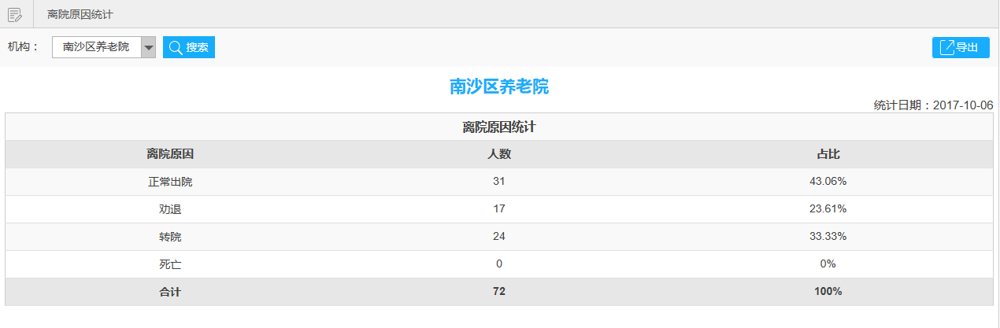 离院原因统计
机构： 南沙区养老院 搜索 导出
南沙区养老院
统计日期：2017-10-06
离院原因统计
离院原因 人数 占比
正常出院 31 43.06%
劝退 17 23.61%
转院 24 33.33%
死亡 0 0%
合计 72 100%